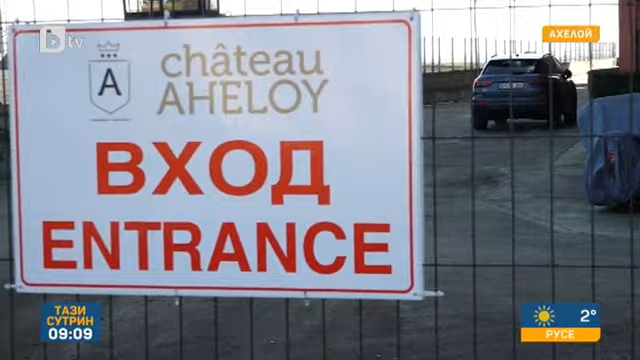 btv
АХЕЛОЙ
A
château
AHELOY
ВХОД
ENTRANCE
ТАЗИ
СУТРИН
09:09
2°
РУСЕ